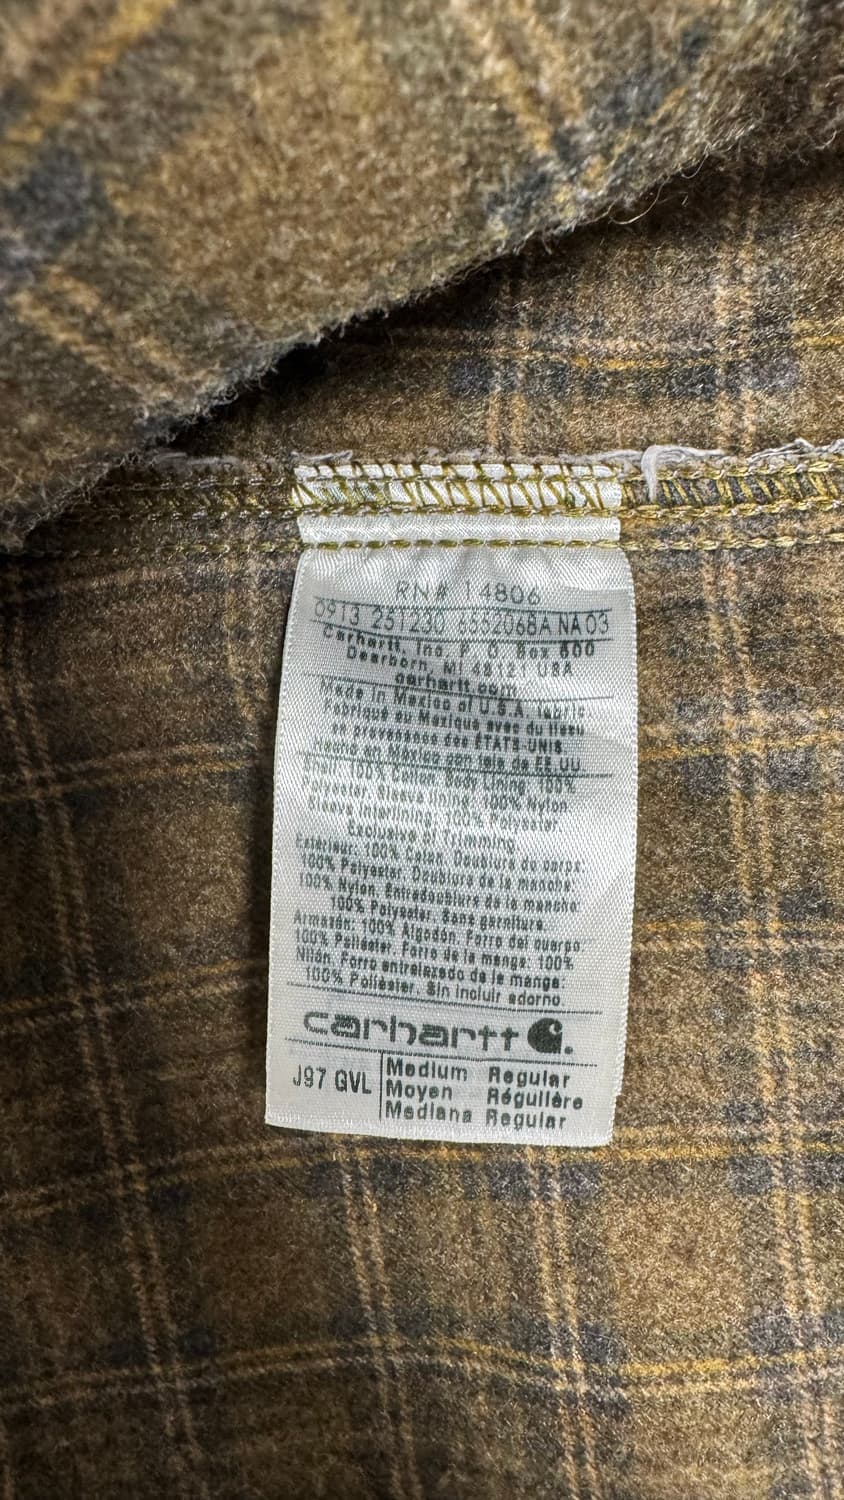 RN# 14806
0913 251230 6552068A NA 03
Carhartt, Inc. P. O. Box 600
Dearborn, MI 48121 USA
carhartt.com
Made in Mexico of U.S.A. fabric.
Fabriqué au Mexique avec du tissu
en provenance des ÉTATS-UNIS
Hecho en México con tela de EE.UU.
Shell: 100% Cotton. Body Lining: 100%
Polyester. Sleeve Lining: 100% Nylon
Sleeve Interlining: 100% Polyester.
Exclusive of Trimming
Extérieur: 100% Coton. Doublure du corps:
100% Polyester. Doublure de la manche:
100% Nylon. Entredoublure de la manche:
100% Polyester. Sans garniture.
Armazón: 100% Algodón. Forro del cuerpo:
100% Poliéster. Forro de la manga: 100%
Nilón. Forro entrelazado de la manga:
100% Poliéster. Sin incluir adorno.
carhartt
J97 GVL
Medium Regular
Moyen Régulière
Mediana Regular